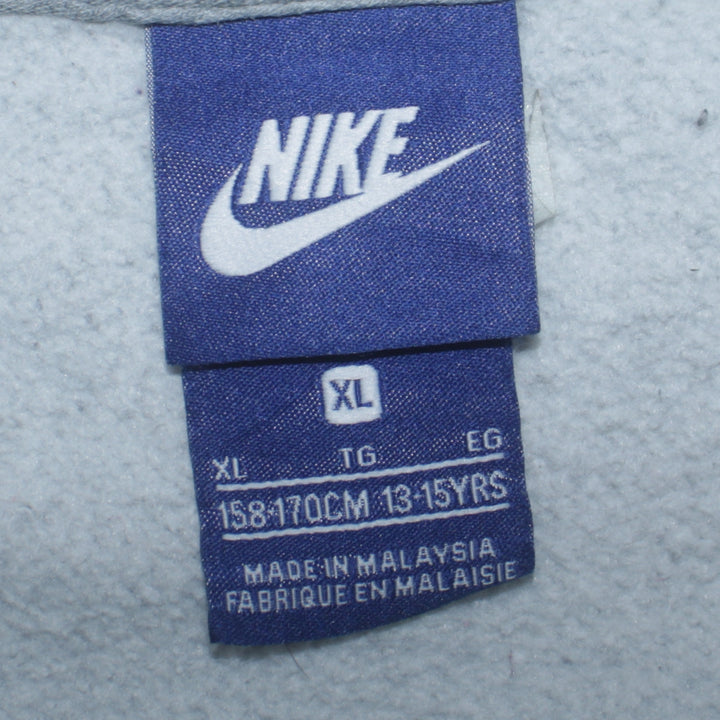 NIKE
XL
XL TG EG
158-170CM 13-15YRS
MADE IN MALAYSIA
FABRIQUE EN MALAISIE